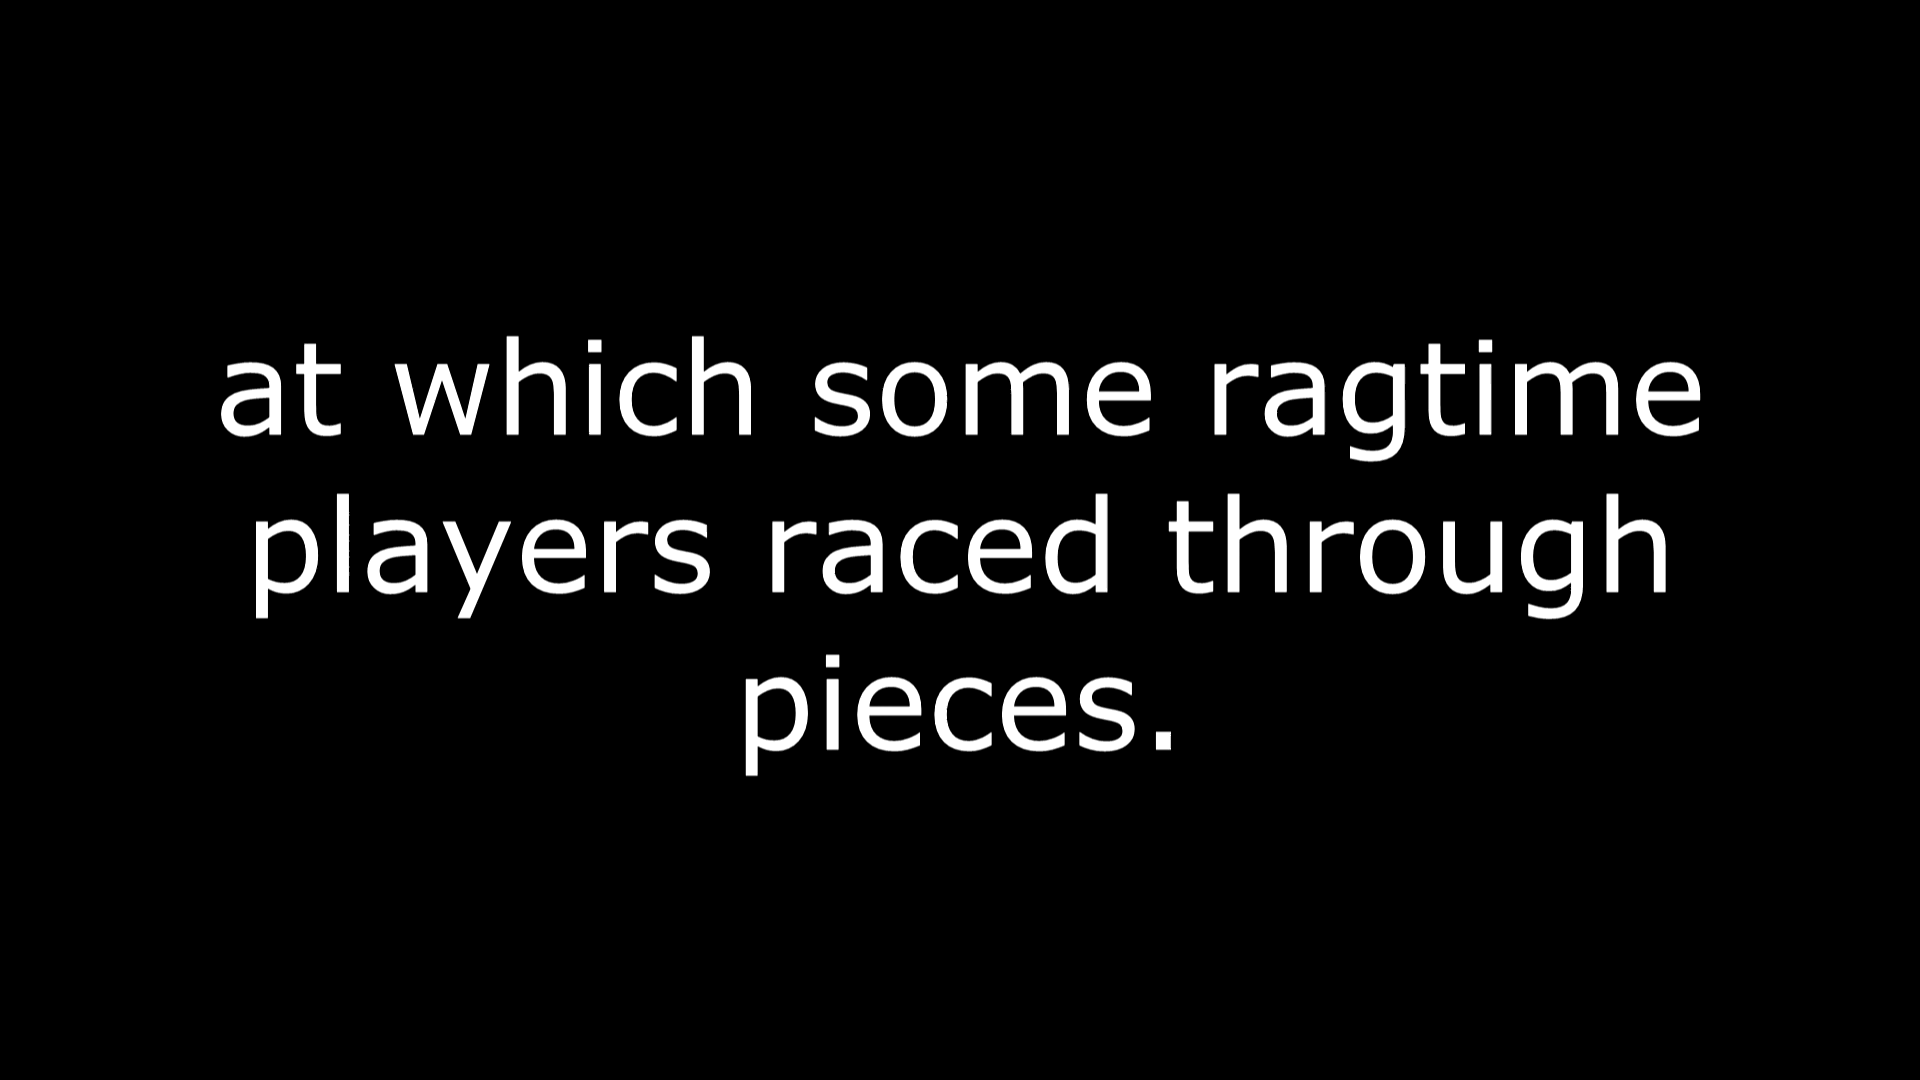 at which some ragtime
players raced through
pieces.